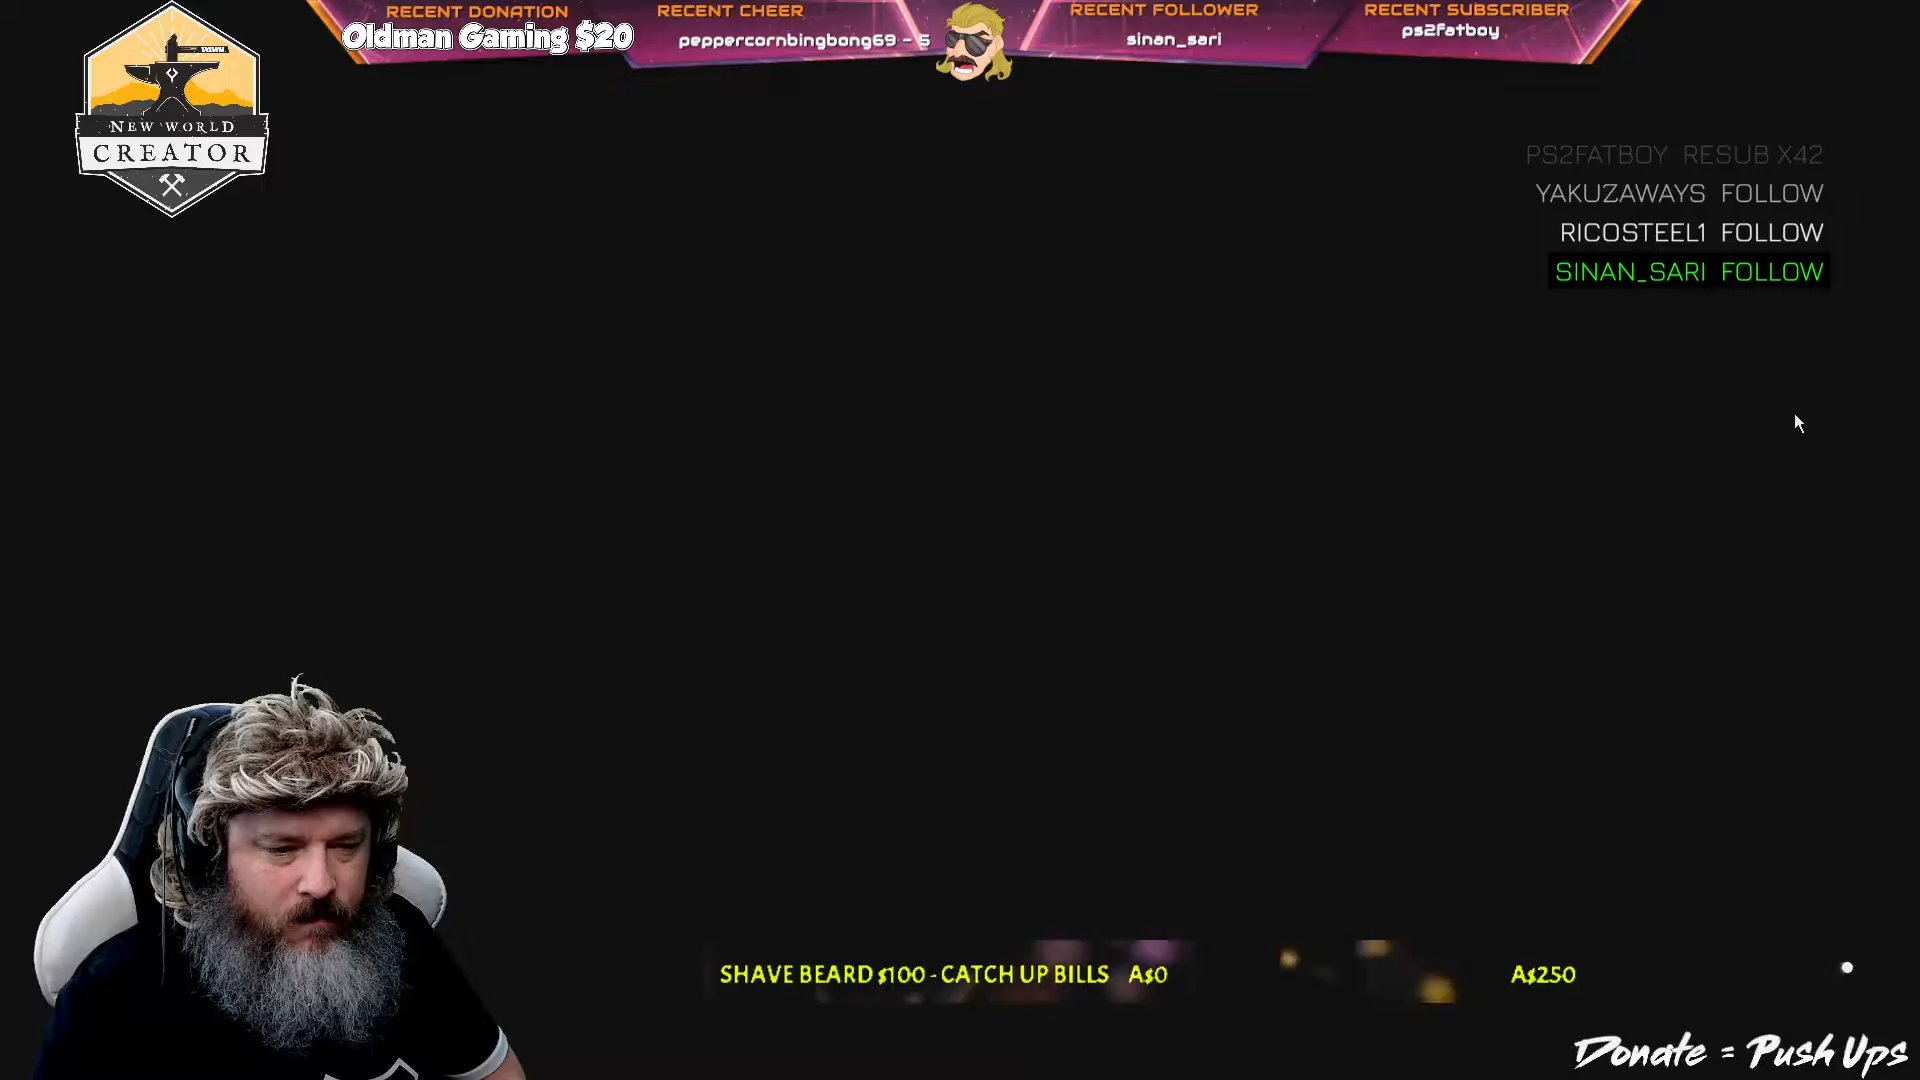 RECENT DONATION
Oldman Gaming $20
RECENT CHEER
peppercornbingbong69 - 5
RECENT FOLLOWER
sinan_sari
RECENT SUBSCRIBER
ps2fatboy
NEW WORLD
CREATOR
PS2FATBOY RESUB X42
YAKUZAWAYS FOLLOW
RICOSTEEL1 FOLLOW
SINAN_SARI FOLLOW
SHAVE BEARD $100 - CATCH UP BILLS A$0
A$250
Donate = Push Ups